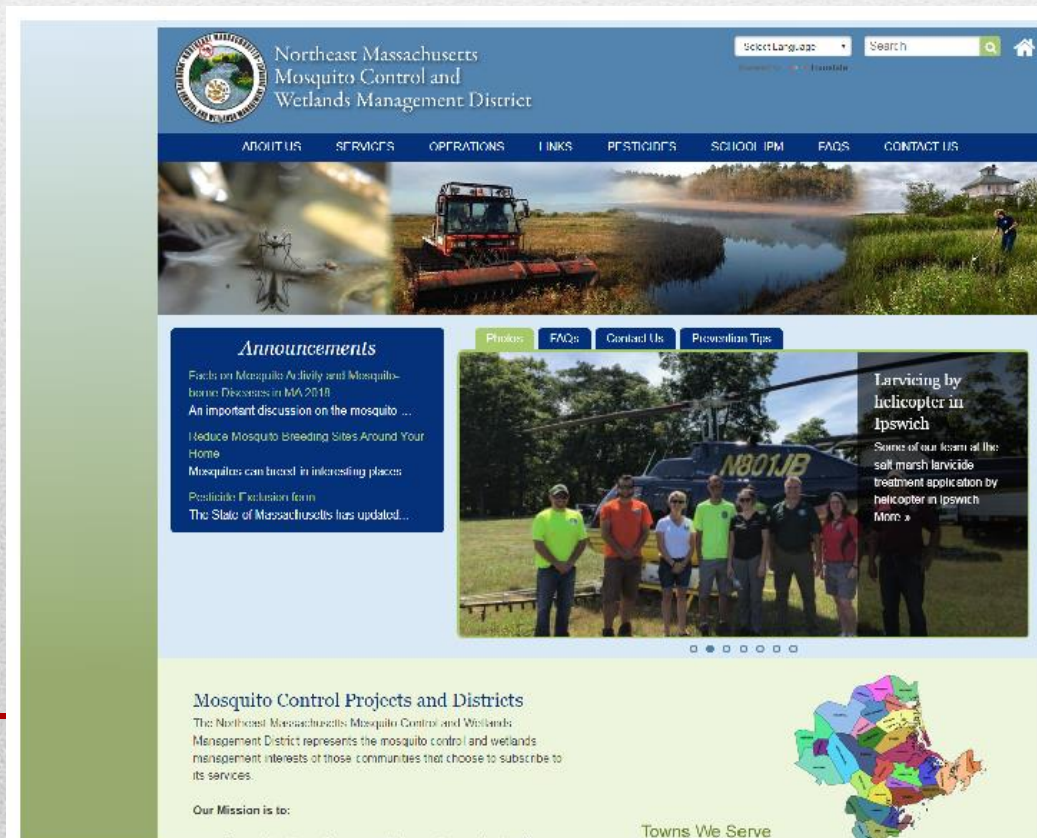 Northeast Massachusetts
Mosquito Control and
Wetlands Management District
Select Language
Search
ABOUT US SERVICES OPERATIONS LINKS PESTICIDES SCHOOL IPM FAQS CONTACT US
Announcements
Facts on Mosquito Activity and Mosquito-
borne Diseases in MA 2018
An important discussion on the mosquito ...
Reduce Mosquito Breeding Sites Around Your
Home
Mosquitos can breed in interesting places
Pesticide Exclusion form
The State of Massachusetts has updated...
Photos FAQs Contact Us Prevention Tips
N801JB
Larvicing by
helicopter in
Ipswich
Some of our team at the
salt marsh larvicide
treatment application by
helicopter in Ipswich
More »
Mosquito Control Projects and Districts
The Northeast Massachusetts Mosquito Control and Wetlands
Management District represents the mosquito control and wetlands
management interests of those communities that choose to subscribe to
its services.
Our Mission is to:
Towns We Serve